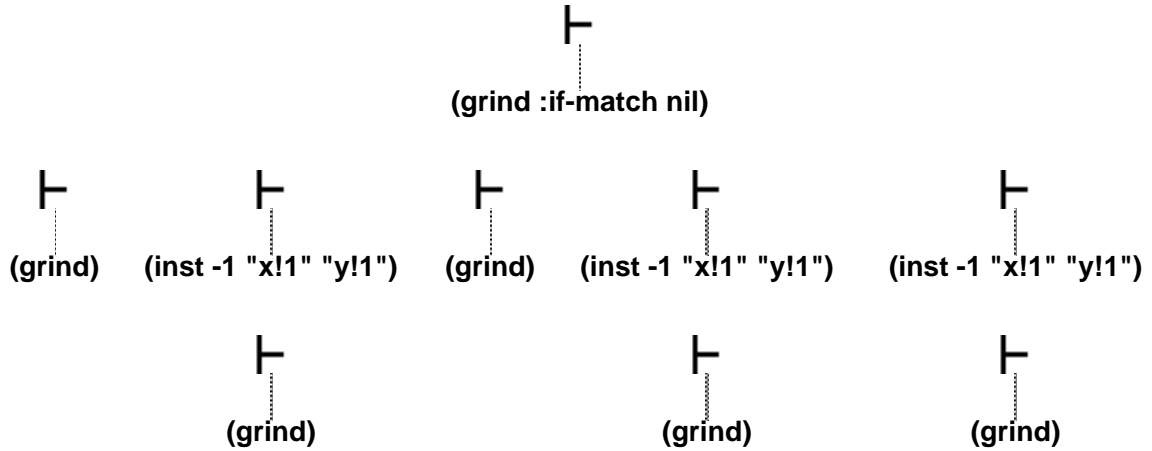 ⊢
(grind :if-match nil)
⊢ ⊢ ⊢ ⊢ ⊢
(grind) (inst -1 "x!1" "y!1") (grind) (inst -1 "x!1" "y!1") (inst -1 "x!1" "y!1")
⊢ ⊢ ⊢
(grind) (grind) (grind)